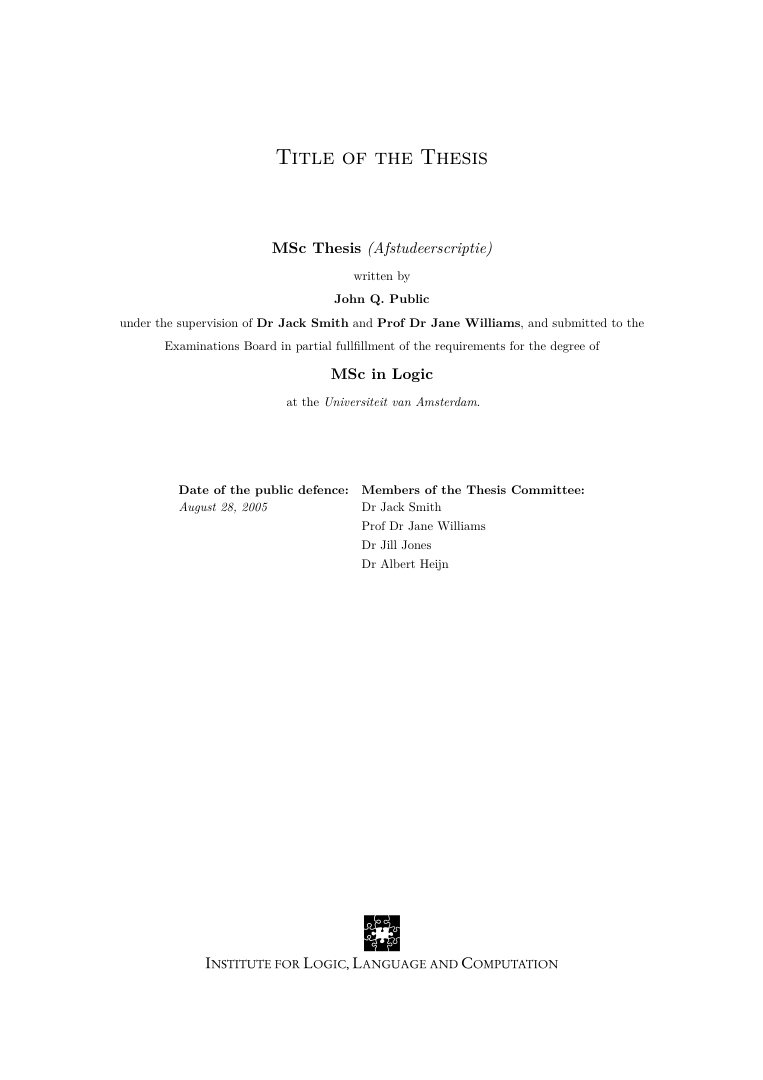 Title of the Thesis
MSc Thesis (Afstudeerscriptie)
written by
John Q. Public
under the supervision of Dr Jack Smith and Prof Dr Jane Williams, and submitted to the
Examinations Board in partial fullfillment of the requirements for the degree of
MSc in Logic
at the Universiteit van Amsterdam.
Date of the public defence:
August 28, 2005
Members of the Thesis Committee:
Dr Jack Smith
Prof Dr Jane Williams
Dr Jill Jones
Dr Albert Heijn
Institute for Logic, Language and Computation